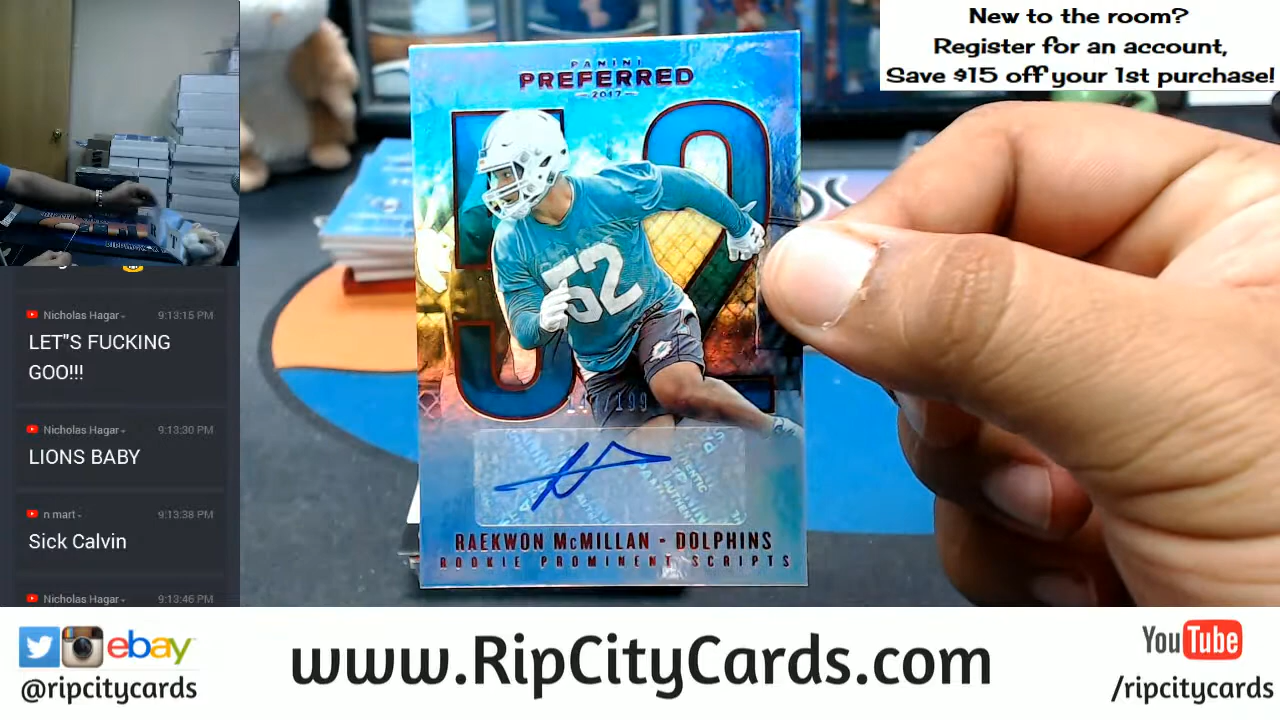 New to the room?
Register for an account,
Save $15 off your 1st purchase!
PANINI
PREFERRED
2017
52
52
/199
RAEKWON McMILLAN - DOLPHINS
ROOKIE PROMINENT SCRIPTS
Nicholas Hagar
9:13:15 PM
LET"S FUCKING
GOO!!!
Nicholas Hagar
9:13:30 PM
LIONS BABY
n mart
9:13:38 PM
Sick Calvin
Nicholas Hagar
9:13:46 PM
ebay
@ripcitycards
www.RipCityCards.com
YouTube
/ripcitycards